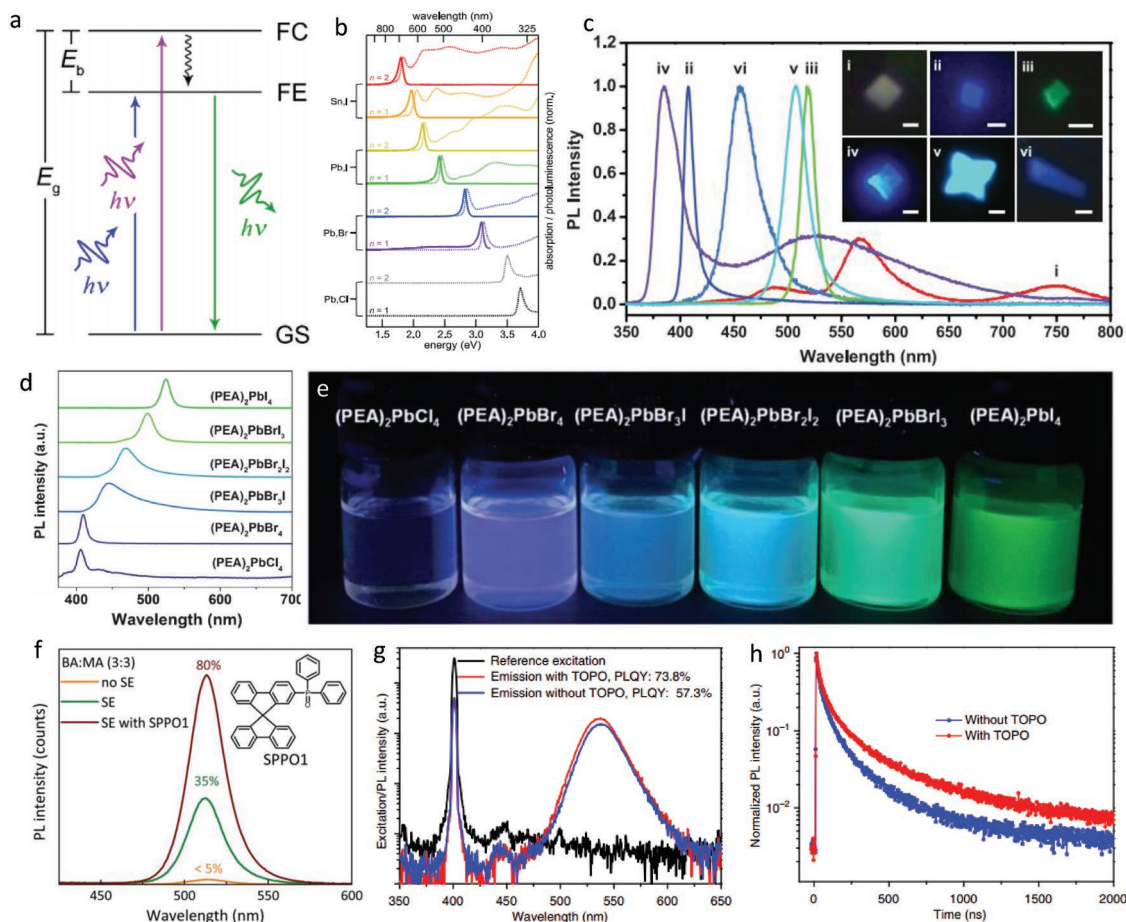 a
FC
E_b
FE
E_g
hν
hν
hν
GS
b
wavelength (nm)
800 600 500 400 325
n = 2
Sn,I
n = 1
n = 2
Pb,I
n = 1
n = 2
Pb,Br
n = 1
n = 2
Pb,Cl
n = 1
absorption / photoluminescence (norm.)
1.5 2.0 2.5 3.0 3.5 4.0
energy (eV)
c
PL Intensity
1.2
1.0
0.8
0.6
0.4
0.2
0.0
iv ii vi v iii
i
i ii iii
iv v vi
350 400 450 500 550 600 650 700 750 800
Wavelength (nm)
d
PL intensity (a.u.)
(PEA)₂PbI₄
(PEA)₂PbBrI₃
(PEA)₂PbBr₂I₂
(PEA)₂PbBr₃I
(PEA)₂PbBr₄
(PEA)₂PbCl₄
400 500 600 700
Wavelength (nm)
e
(PEA)₂PbCl₄ (PEA)₂PbBr₄ (PEA)₂PbBr₃I (PEA)₂PbBr₂I₂ (PEA)₂PbBrI₃ (PEA)₂PbI₄
f
PL intensity (counts)
BA:MA (3:3)
no SE
SE
SE with SPPO1
80%
35%
< 5%
P
O
SPPO1
450 500 550 600
Wavelength (nm)
g
Excitation/PL intensity (a.u.)
Reference excitation
Emission with TOPO, PLQY: 73.8%
Emission without TOPO, PLQY: 57.3%
350 400 450 500 550 600 650
Wavelength (nm)
h
Normalized PL intensity (a.u.)
10⁰
10⁻¹
10⁻²
Without TOPO
With TOPO
0 500 1000 1500 2000
Time (ns)